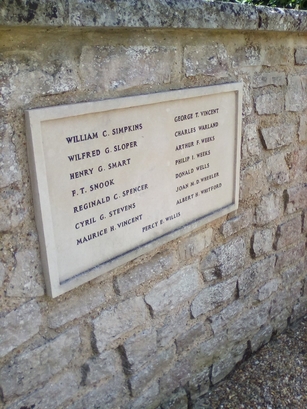 WILLIAM C. SIMPKINS
WILFRED G. SLOPER
HENRY G. SMART
F. T. SNOOK
REGINALD C. SPENCER
CYRIL G. STEVENS
MAURICE H. VINCENT
GEORGE T. VINCENT
CHARLES WARLAND
ARTHUR F. WEEKS
PHILIP J. WEEKS
DONALD WELLS
JOAN M. D. WHEELER
ALBERT N. WHITFORD
PERCY E. WILLIS